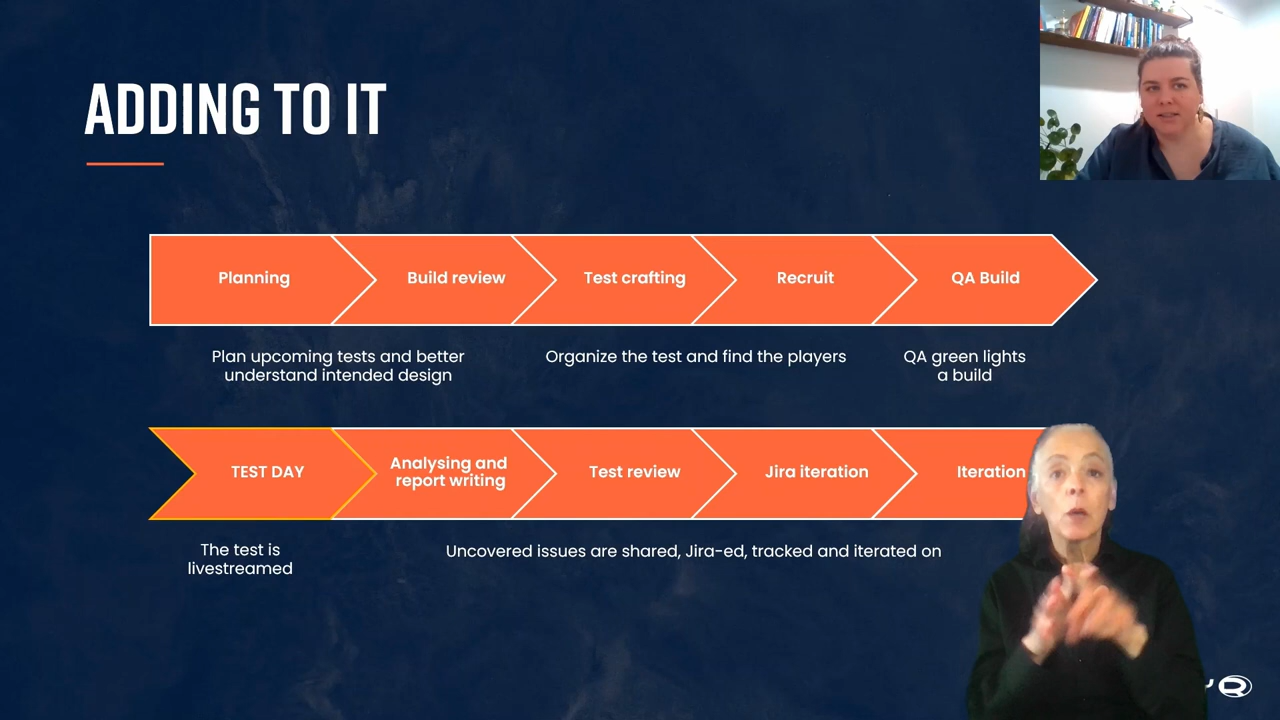 ADDING TO IT
Planning
Build review
Test crafting
Recruit
QA Build
Plan upcoming tests and better
understand intended design
Organize the test and find the players
QA green lights
a build
TEST DAY
Analysing and
report writing
Test review
Jira iteration
Iteration
The test is
livestreamed
Uncovered issues are shared, Jira-ed, tracked and iterated on